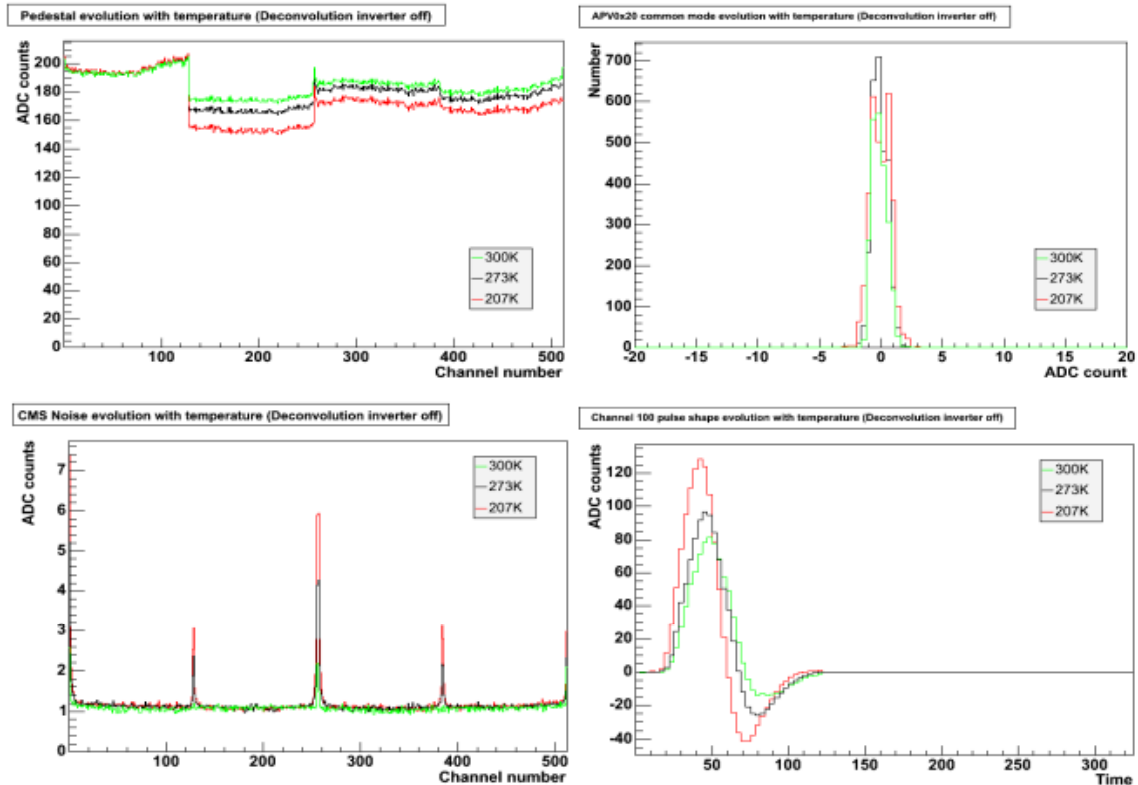 Pedestal evolution with temperature (Deconvolution inverter off)
ADC counts
200
180
160
140
120
100
80
60
40
20
0
300K
273K
207K
100
200
300
400
500
Channel number
APV0x20 common mode evolution with temperature (Deconvolution inverter off)
Number
700
600
500
400
300
200
100
0
300K
273K
207K
-20
-15
-10
-5
0
5
10
15
20
ADC count
CMS Noise evolution with temperature (Deconvolution inverter off)
ADC counts
7
6
5
4
3
2
1
0
300K
273K
207K
0
100
200
300
400
500
Channel number
Channel 100 pulse shape evolution with temperature (Deconvolution inverter off)
ADC counts
120
100
80
60
40
20
0
-20
-40
300K
273K
207K
50
100
150
200
250
300
Time